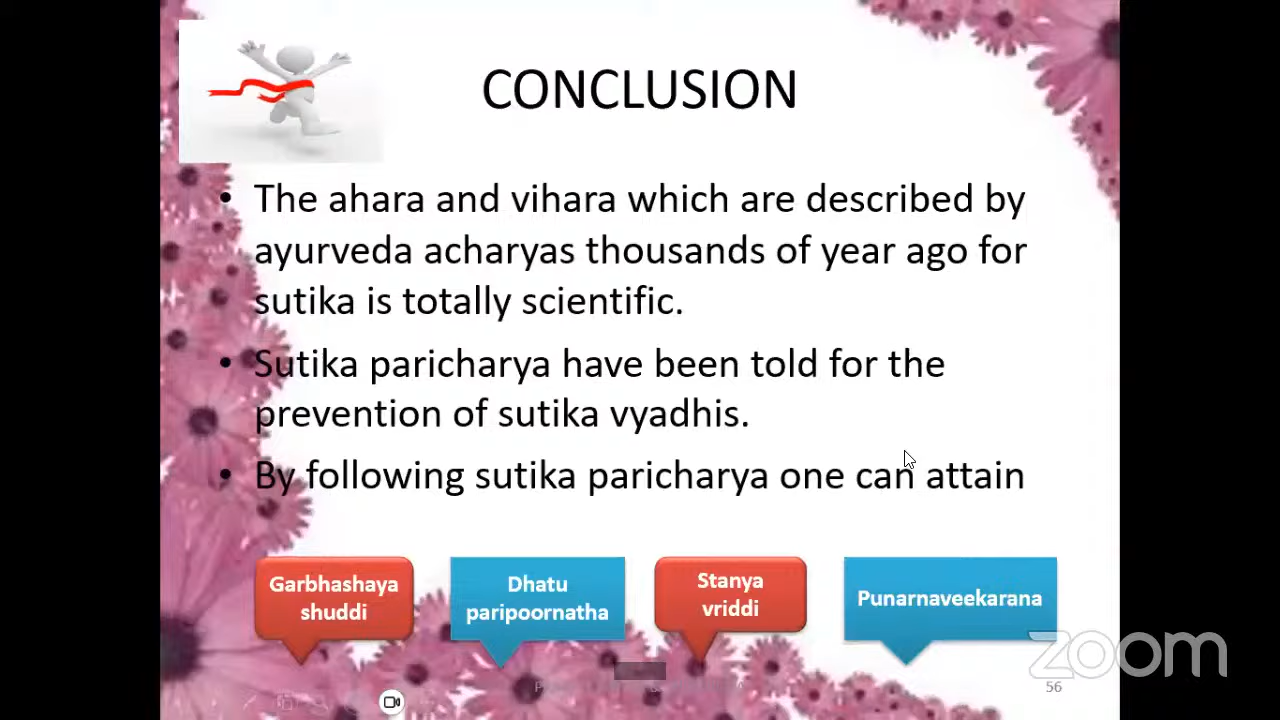 CONCLUSION
• The ahara and vihara which are described by
ayurveda acharyas thousands of year ago for
sutika is totally scientific.
• Sutika paricharya have been told for the
prevention of sutika vyadhis.
• By following sutika paricharya one can attain
Garbhashaya
shuddi
Dhatu
paripoornatha
Stanya
vriddi
Punarnaveekarana
zoom
56